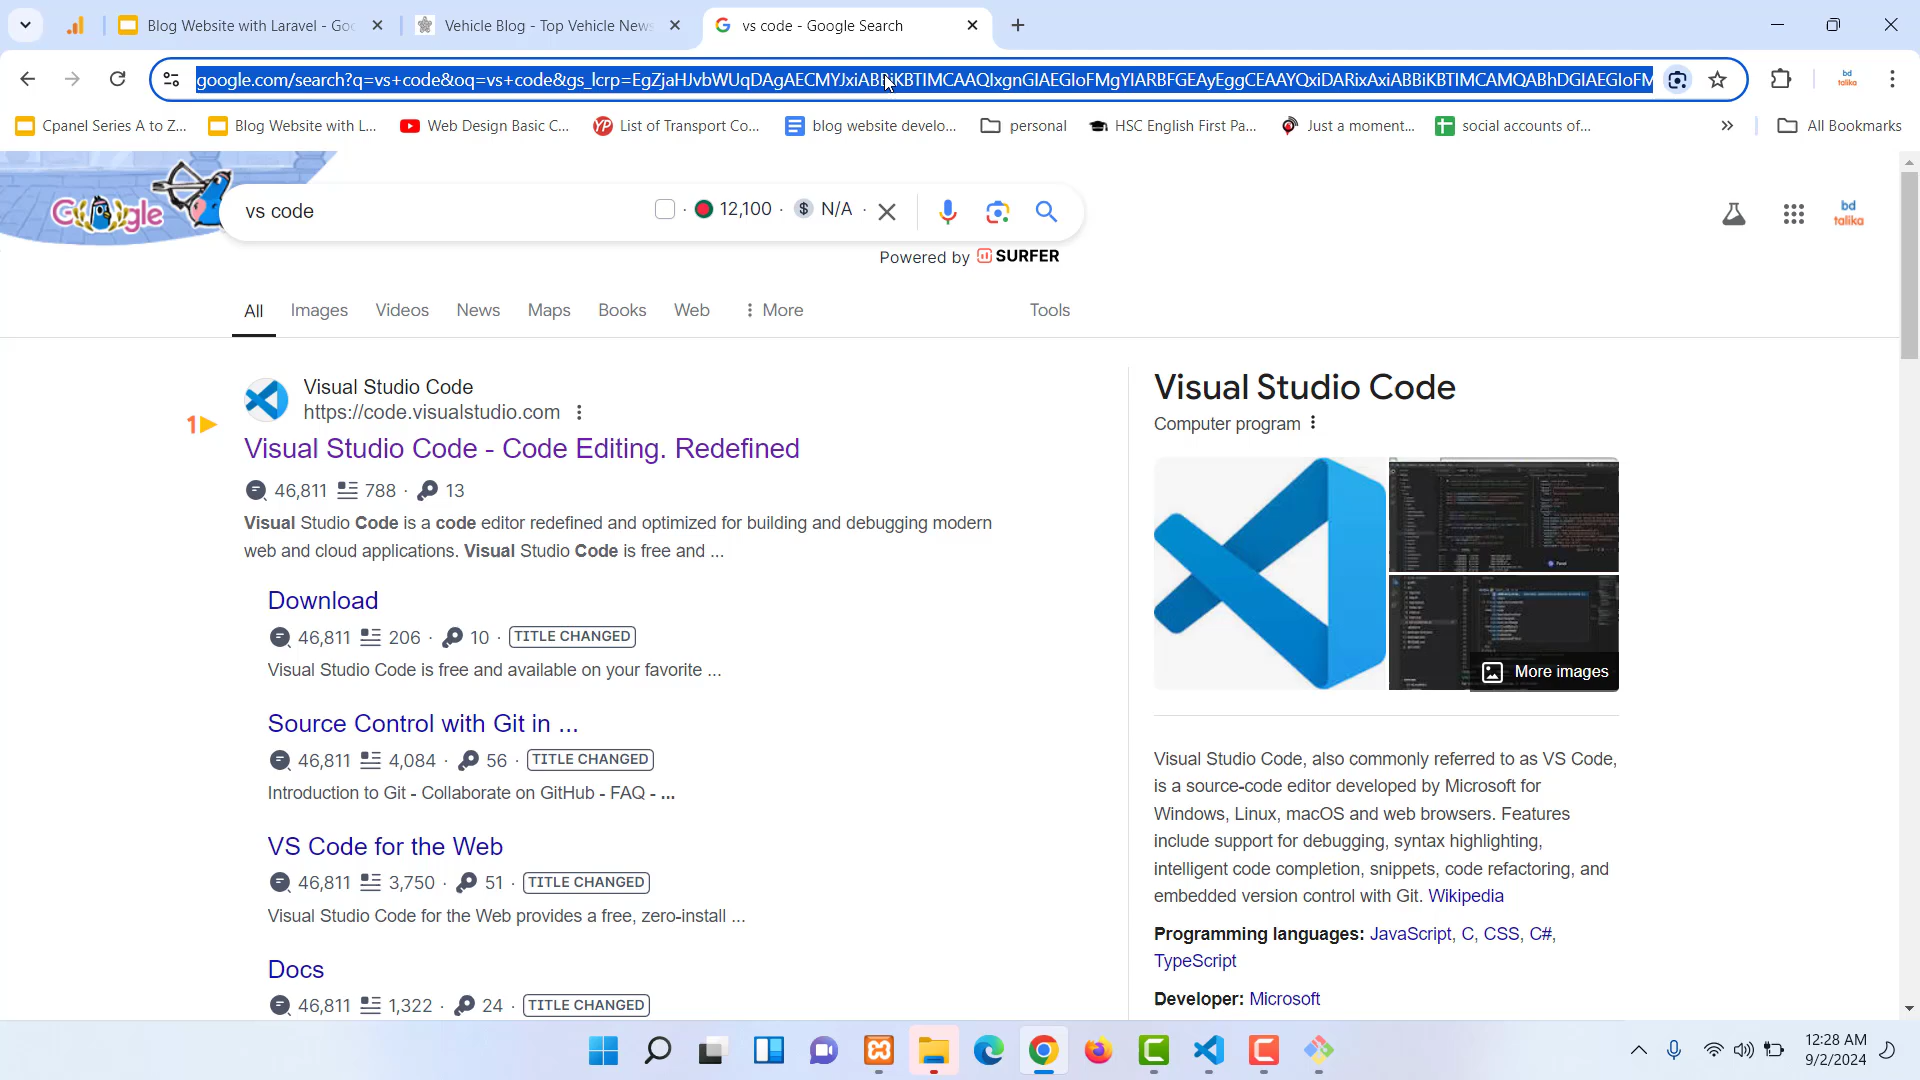 Blog Website with Laravel - Goo
Vehicle Blog - Top Vehicle News
vs code - Google Search
google.com/search?q=vs+code&oq=vs+code&gs_lcrp=
bd talika
Cpanel Series A to Z...
Blog Website with L...
Web Design Basic C...
YP List of Transport Co...
blog website develo...
personal
HSC English First Pa...
Just a moment...
social accounts of...
All Bookmarks
Google
vs code
12,100 · $ N/A ·
bd
talika
Powered by SURFER
All
Images
Videos
News
Maps
Books
Web
More
Tools
Visual Studio Code
https://code.visualstudio.com
1
Visual Studio Code - Code Editing. Redefined
46,811 788 · 13
Visual Studio Code is a code editor redefined and optimized for building and debugging modern
web and cloud applications. Visual Studio Code is free and ...
Download
46,811 206 · 10 · TITLE CHANGED
Visual Studio Code is free and available on your favorite ...
Source Control with Git in ...
46,811 4,084 · 56 · TITLE CHANGED
Introduction to Git - Collaborate on GitHub - FAQ - ...
VS Code for the Web
46,811 3,750 · 51 · TITLE CHANGED
Visual Studio Code for the Web provides a free, zero-install ...
Docs
46,811 1,322 · 24 · TITLE CHANGED
Visual Studio Code
Computer program
More images
Visual Studio Code, also commonly referred to as VS Code,
is a source-code editor developed by Microsoft for
Windows, Linux, macOS and web browsers. Features
include support for debugging, syntax highlighting,
intelligent code completion, snippets, code refactoring, and
embedded version control with Git. Wikipedia
Programming languages: JavaScript, C, CSS, C#,
TypeScript
Developer: Microsoft
12:28 AM
9/2/2024